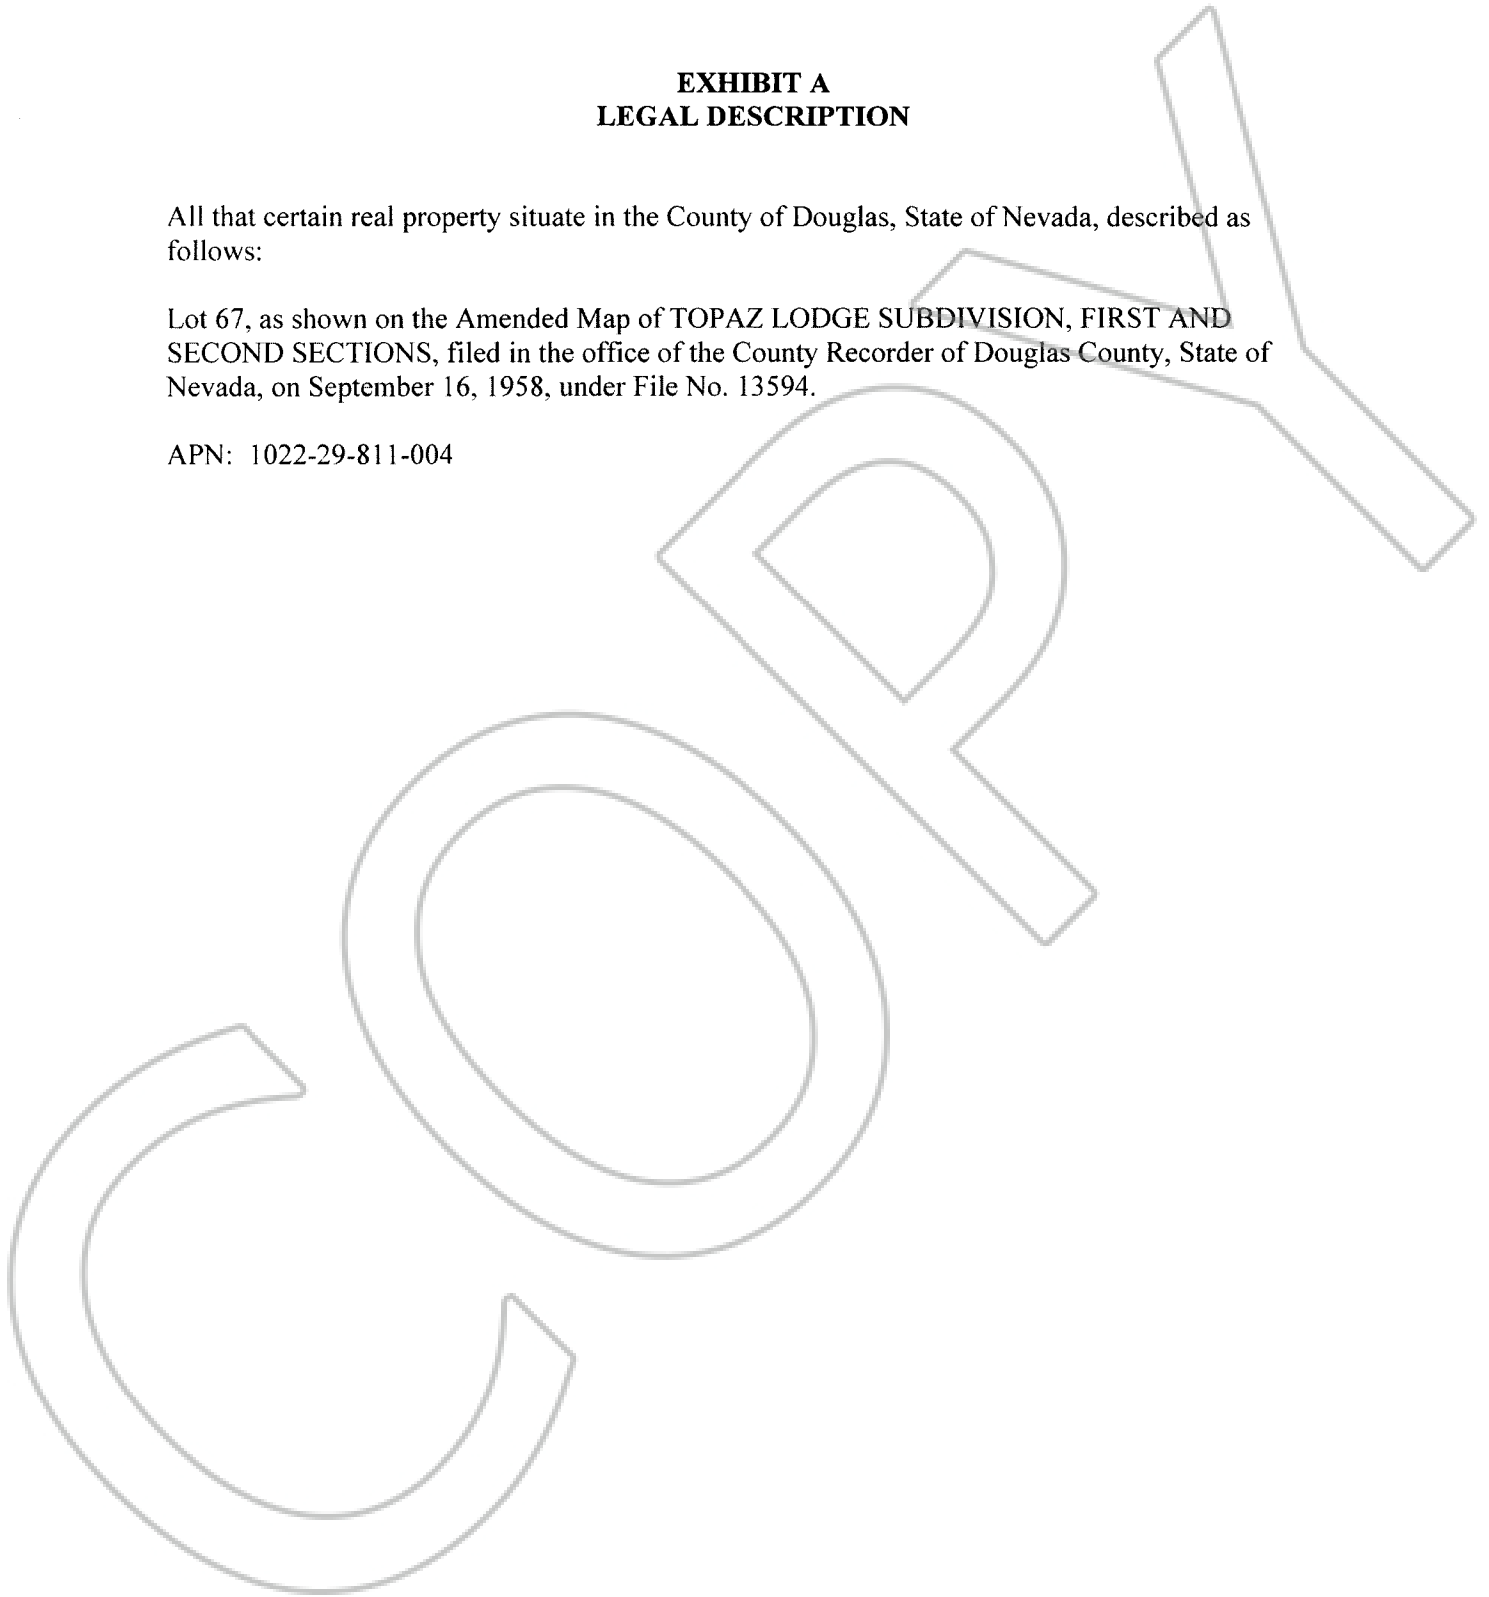 EXHIBIT A
LEGAL DESCRIPTION
All that certain real property situate in the County of Douglas, State of Nevada, described as
follows:
Lot 67, as shown on the Amended Map of TOPAZ LODGE SUBDIVISION, FIRST AND
SECOND SECTIONS, filed in the office of the County Recorder of Douglas County, State of
Nevada, on September 16, 1958, under File No. 13594.
APN: 1022-29-811-004
COPY